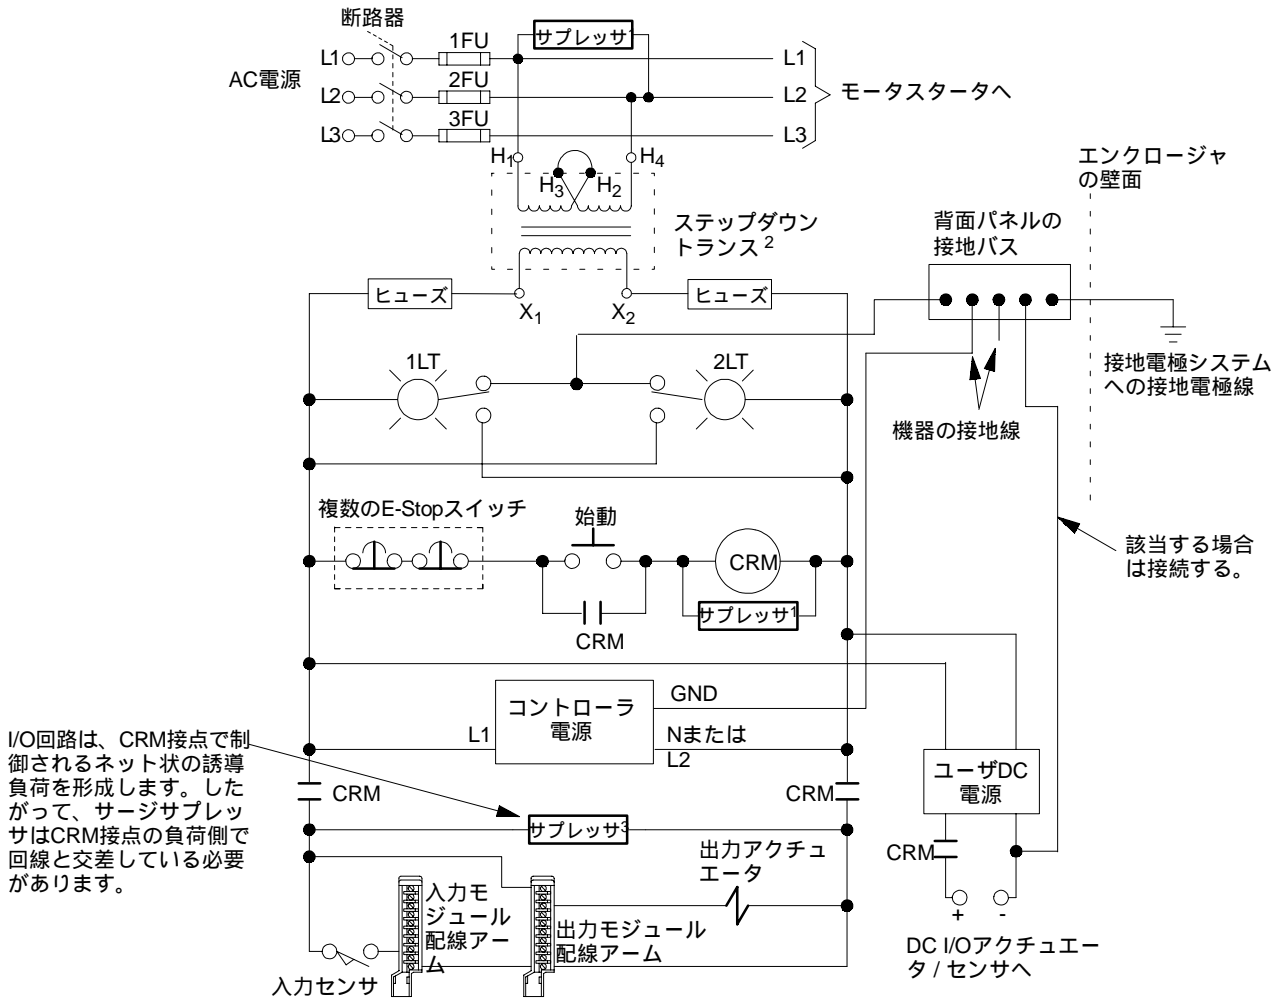 断路器
1FU
サプレッサ1
L1
L1
AC電源
2FU
L2
L2
モータスタータへ
3FU
L3
L3
H1
H4
H3
H2
エンクロージャ
の壁面
ステップダウン
トランス2
背面パネルの
接地バス
ヒューズ
X1
X2
ヒューズ
1LT
2LT
接地電極システム
への接地電極線
機器の接地線
複数のE-Stopスイッチ
始動
CRM
サプレッサ1
CRM
該当する場合
は接続する。
コントローラ
電源
GND
L1
Nまたは
L2
I/O回路は、CRM接点で制
御されるネット状の誘導
負荷を形成します。した
がって、サージサプレッ
サはCRM接点の負荷側で
回線と交差している必要
があります。
CRM
CRM
ユーザDC
電源
サプレッサ3
CRM
出力アクチュ
エータ
入力モ
ジュール
配線アー
ム
出力モジュール
配線アーム
+
-
DC I/Oアクチュエー
タ / センサへ
入力センサ